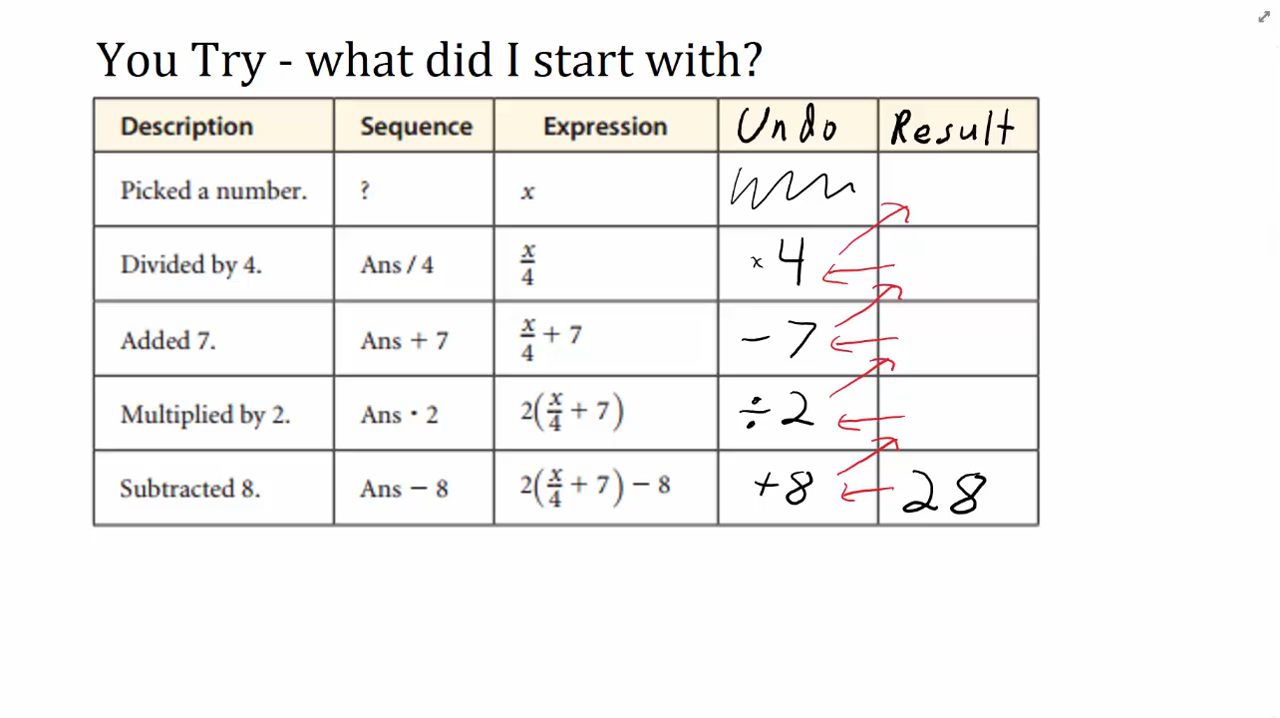 You Try - what did I start with?
Description Sequence Expression Undo Result
Picked a number. ? x
Divided by 4. Ans / 4 x/4 × 4
Added 7. Ans + 7 x/4 + 7 − 7
Multiplied by 2. Ans · 2 2(x/4 + 7) ÷ 2
Subtracted 8. Ans − 8 2(x/4 + 7) − 8 + 8 28